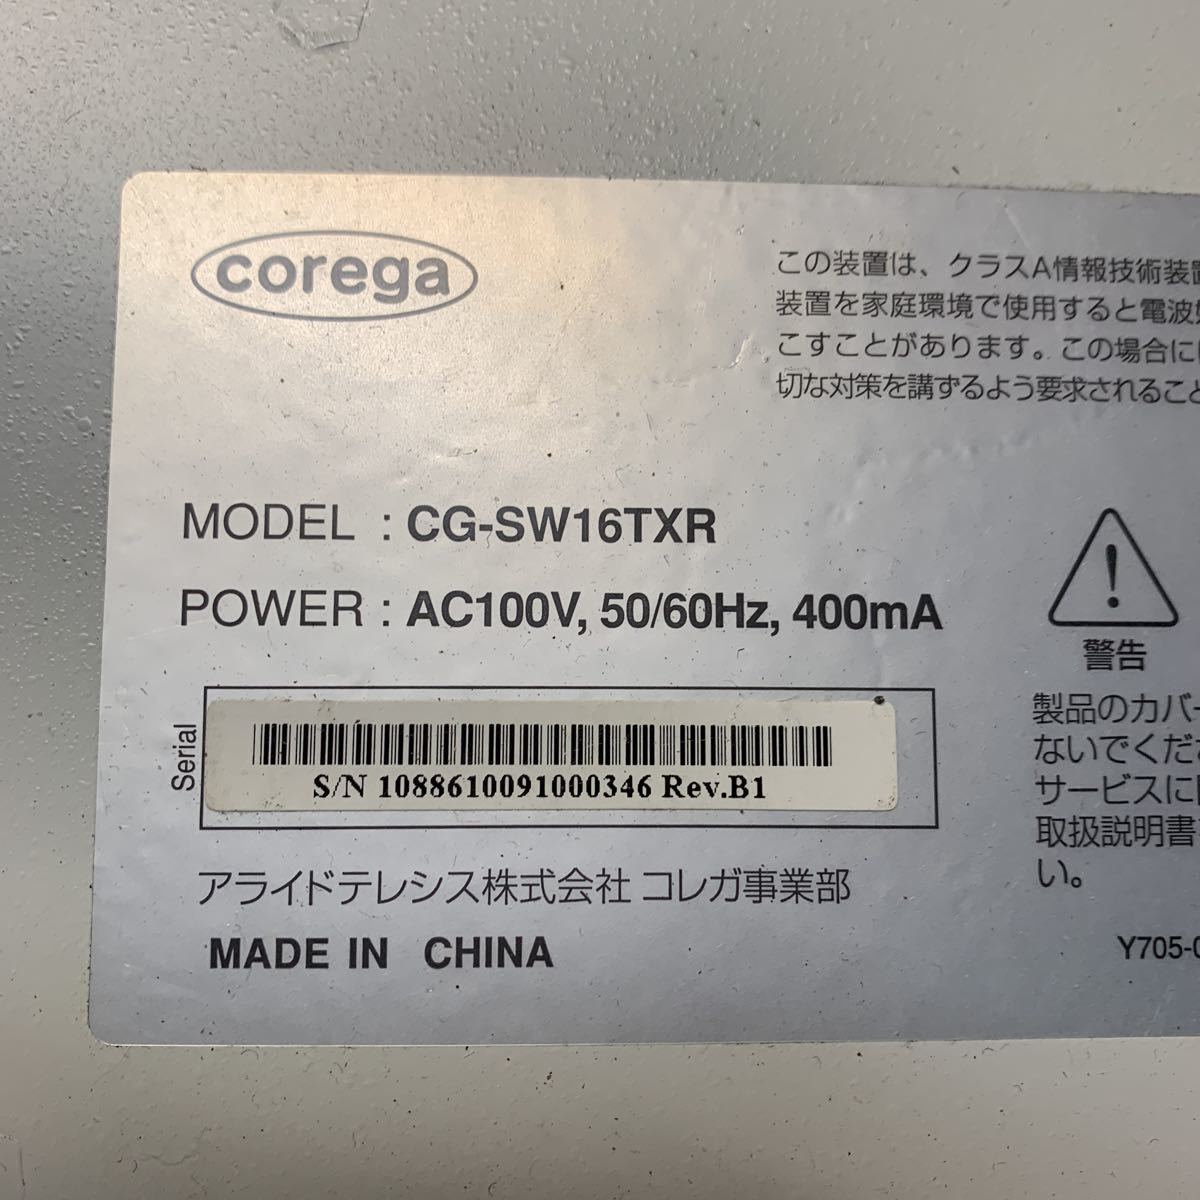 corega
この装置は、クラスA情報技術装置
装置を家庭環境で使用すると電波
こすことがあります。この場合に
切な対策を講ずるよう要求されること
MODEL : CG-SW16TXR
POWER : AC100V, 50/60Hz, 400mA
警告
製品のカバー
ないでくださ
サービスに
取扱説明書
い。
Serial
S/N 1088610091000346 Rev.B1
アライドテレシス株式会社 コレガ事業部
MADE IN CHINA
Y705-0